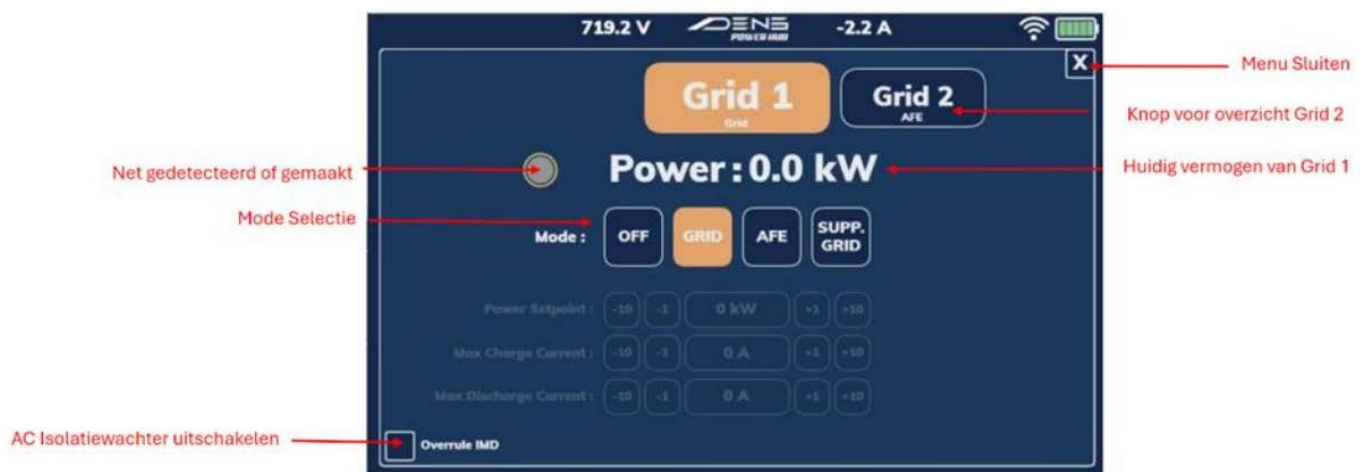 719.2 V
ADENS
POWER HUB
-2.2 A
X
Menu Sluiten
Grid 1
Grid
Grid 2
AFE
Knop voor overzicht Grid 2
Net gedetecteerd of gemaakt
Power : 0.0 kW
Huidig vermogen van Grid 1
Mode Selectie
Mode :
OFF
GRID
AFE
SUPP.
GRID
Power Setpoint :
-10
-1
0 kW
+1
+10
Max Charge Current :
-10
-1
0 A
+1
+10
Max Discharge Current :
-10
-1
0 A
+1
+10
AC Isolatiewachter uitschakelen
Overrule IMD